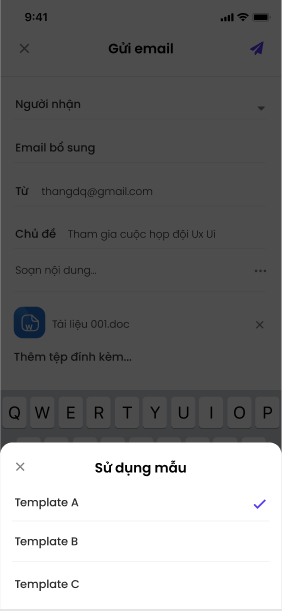 9:41
Gửi email
Người nhận
Email bổ sung
Từ thangdq@gmail.com
Chủ đề Tham gia cuộc họp đội Ux Ui
Soạn nội dung...
W
Tài liệu 001.doc
Thêm tệp đính kèm...
Q W E R T Y U I O P
Sử dụng mẫu
Template A
Template B
Template C